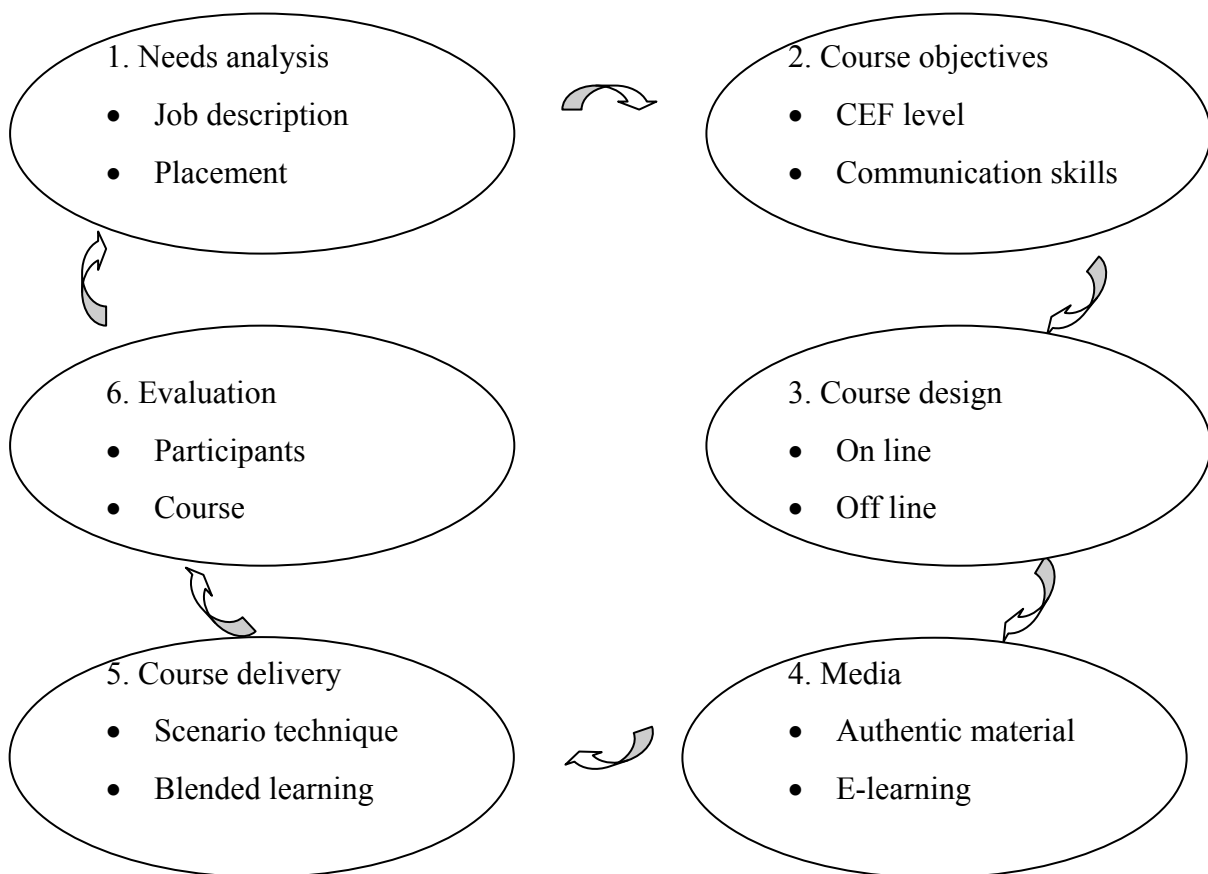 1. Needs analysis
• Job description
• Placement
2. Course objectives
• CEF level
• Communication skills
3. Course design
• On line
• Off line
4. Media
• Authentic material
• E-learning
5. Course delivery
• Scenario technique
• Blended learning
6. Evaluation
• Participants
• Course